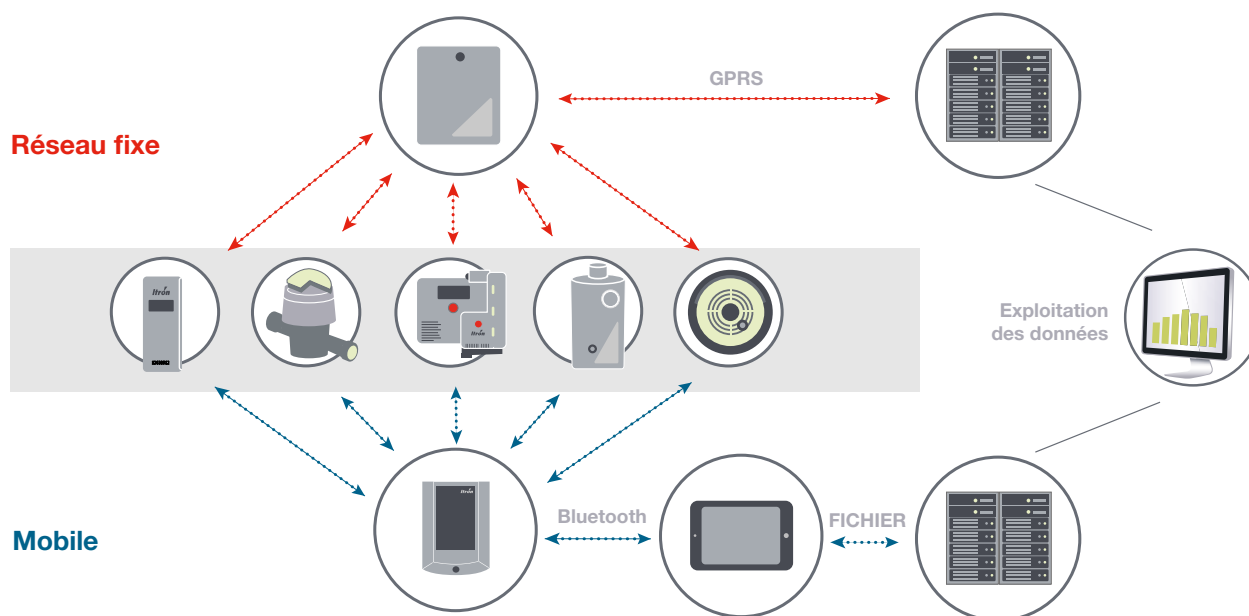 GPRS
Réseau fixe
Itron
Itron
Exploitation
des données
Itron
Bluetooth
FICHIER
Mobile